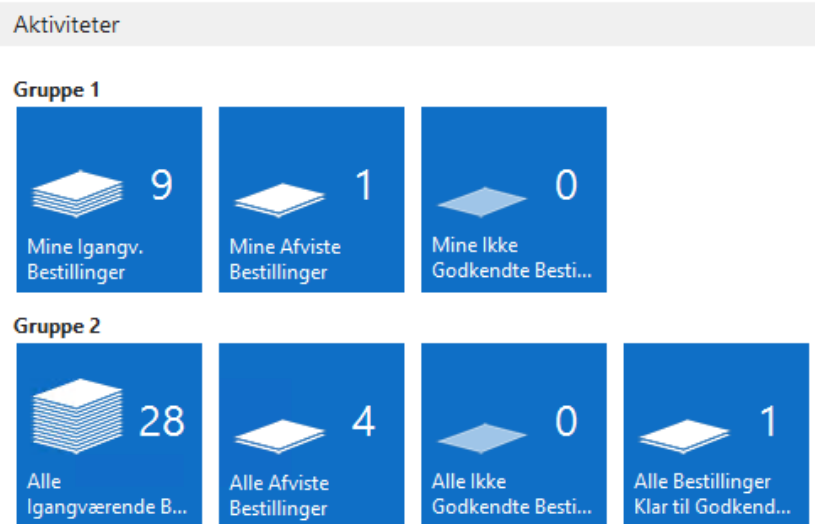 Aktiviteter
Gruppe 1
9
Mine Igangv.
Bestillinger
1
Mine Afviste
Bestillinger
0
Mine Ikke
Godkendte Besti...
Gruppe 2
28
Alle
Igangværende B...
4
Alle Afviste
Bestillinger
0
Alle Ikke
Godkendte Besti...
1
Alle Bestillinger
Klar til Godkend...